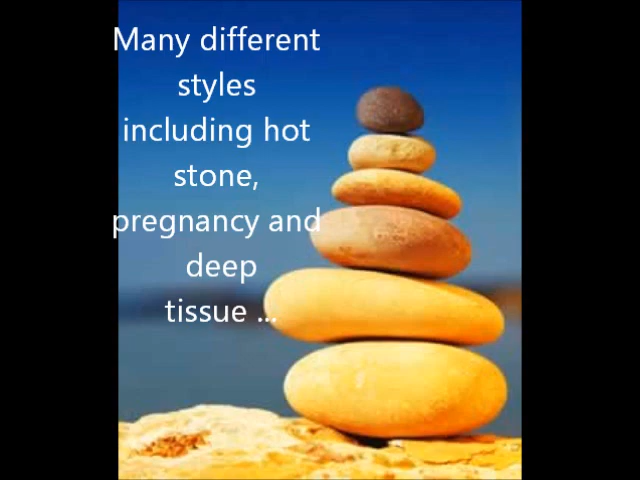 Many different
styles
including hot
stone,
pregnancy and
deep
tissue ...